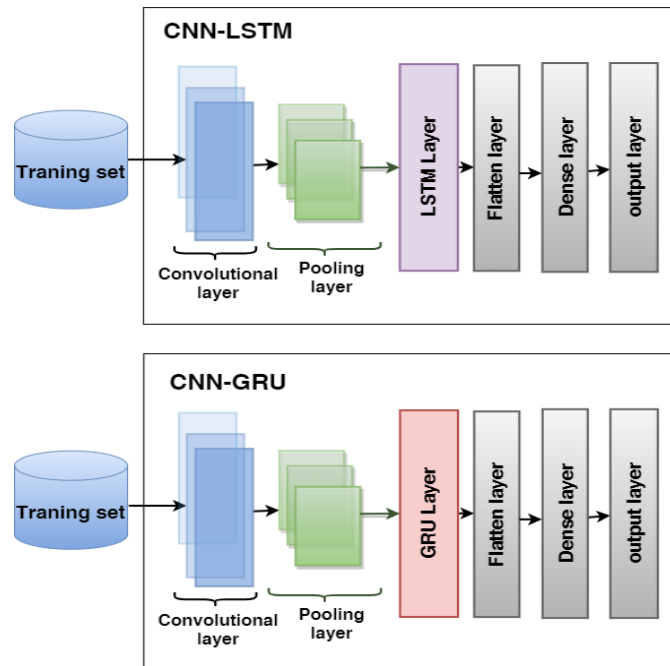 CNN-LSTM
Traning set
LSTM Layer
Flatten layer
Dense layer
output layer
Convolutional
layer
Pooling
layer
CNN-GRU
Traning set
GRU Layer
Flatten layer
Dense layer
output layer
Convolutional
layer
Pooling
layer